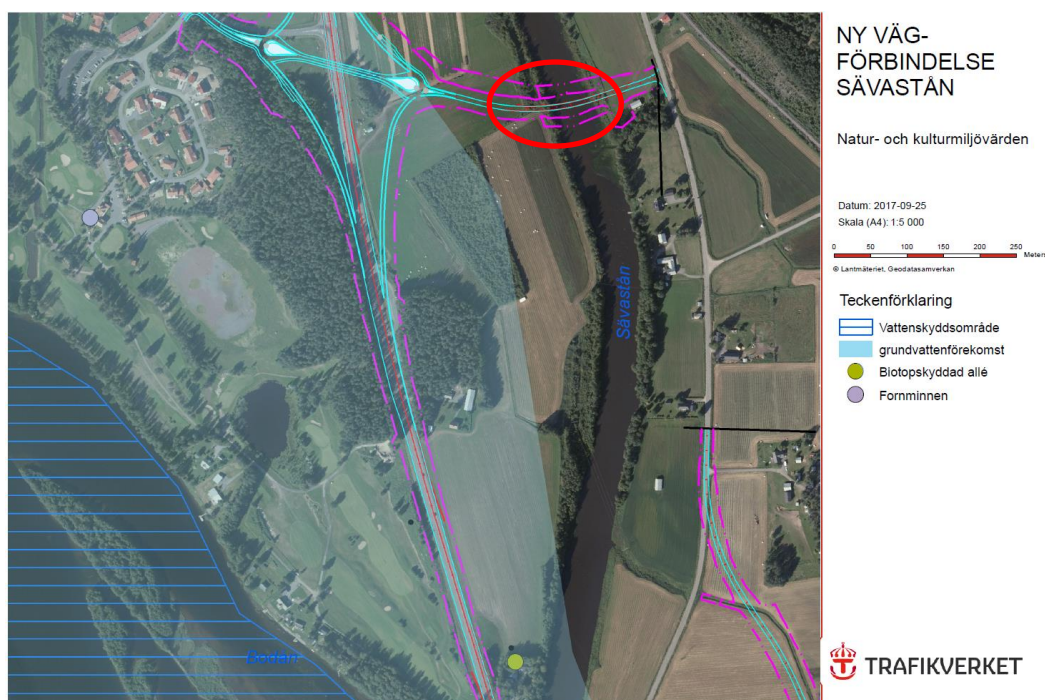 NY VÄG-
FÖRBINDELSE
SÄVASTÅN
Natur- och kulturmiljövärden
Datum: 2017-09-25
Skala (A4): 1:5 000
0 50 100 150 200 250
Meter
© Lantmäteriet, Geodatasamverkan
Teckenförklaring
Vattenskyddsområde
grundvattenförekomst
Biotopskyddad allé
Fornminnen
Sävastån
Bodån
TRAFIKVERKET